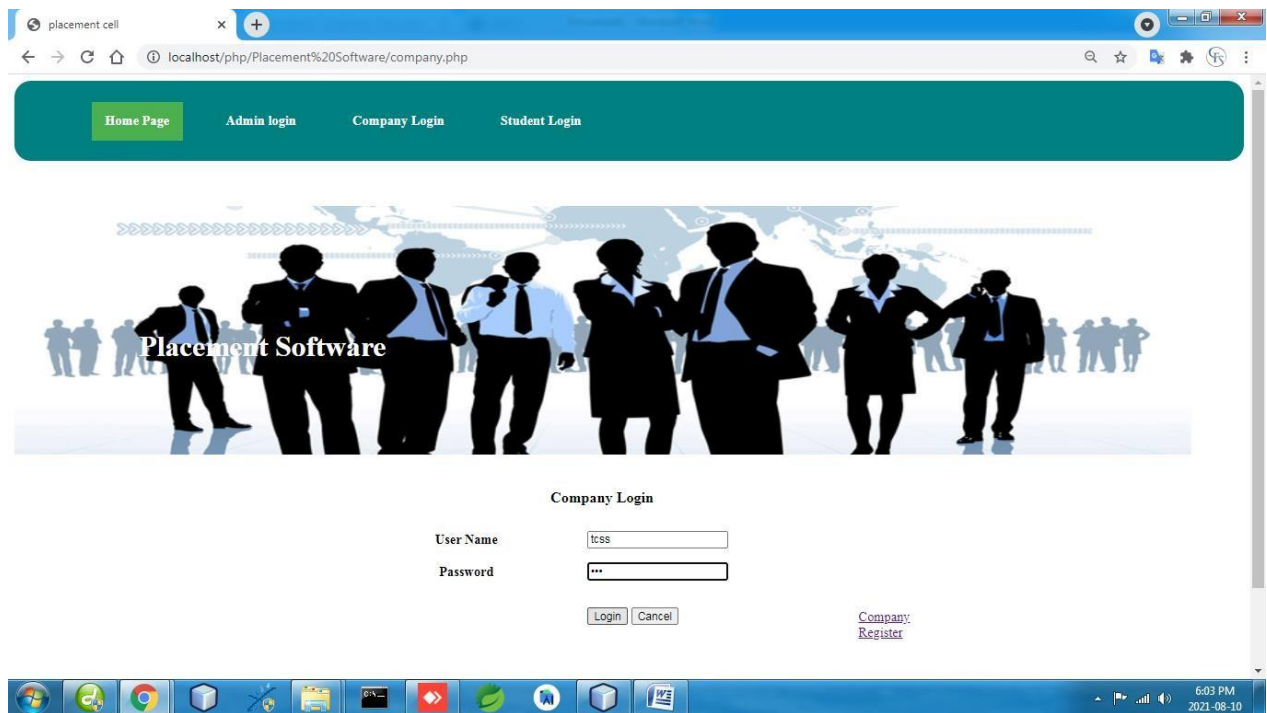 placement cell
localhost/php/Placement%20Software/company.php
Home Page Admin login Company Login Student Login
Placement Software
Company Login
User Name tcss
Password •••
Login Cancel
Company
Register
6:03 PM
2021-08-10